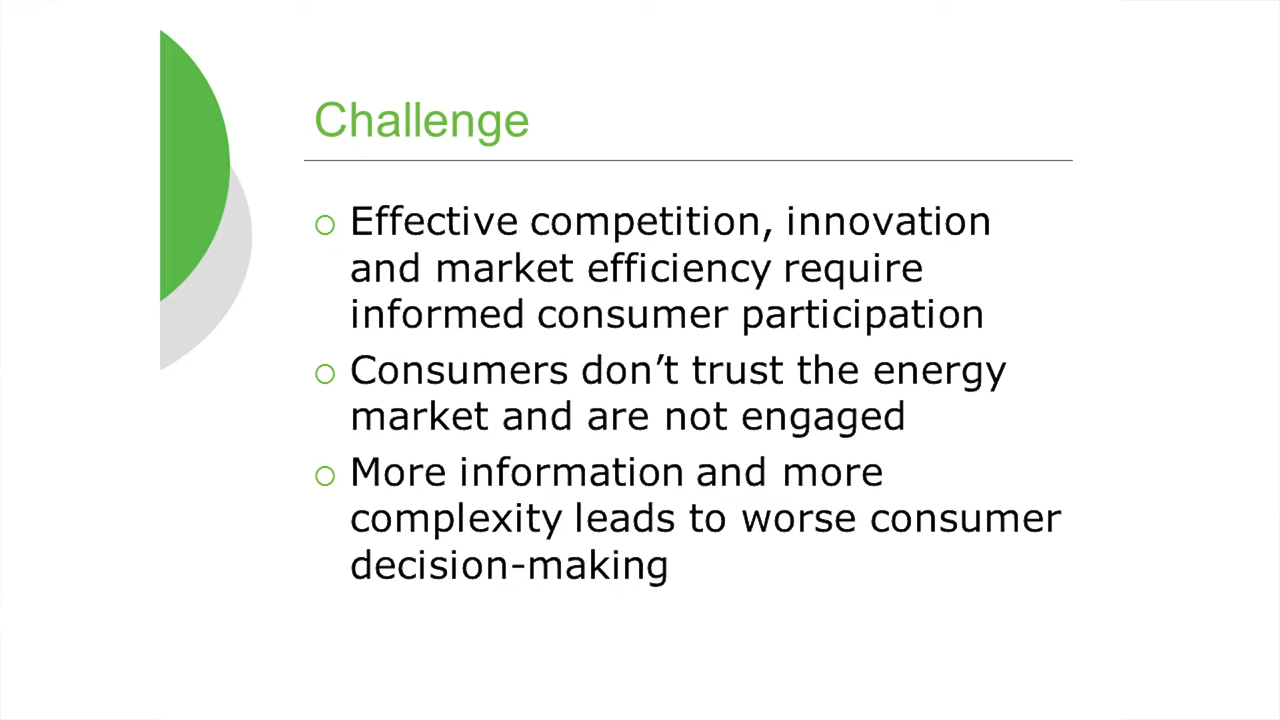 Challenge
Effective competition, innovation
and market efficiency require
informed consumer participation
Consumers don’t trust the energy
market and are not engaged
More information and more
complexity leads to worse consumer
decision-making